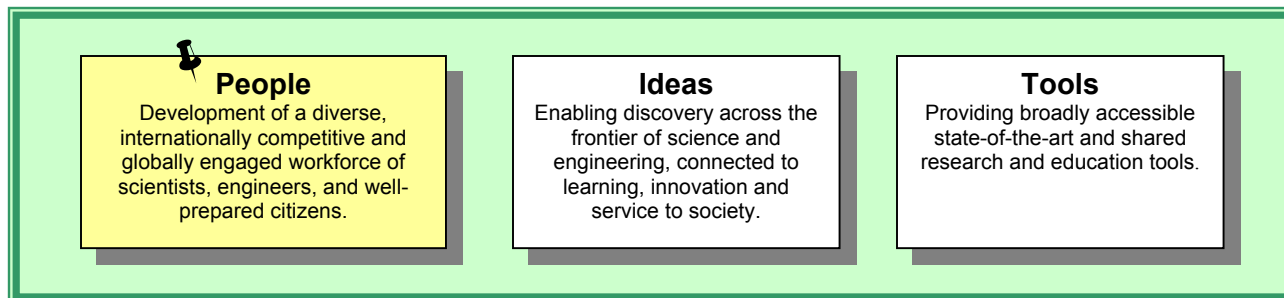 People
Development of a diverse,
internationally competitive and
globally engaged workforce of
scientists, engineers, and well-
prepared citizens.
Ideas
Enabling discovery across the
frontier of science and
engineering, connected to
learning, innovation and
service to society.
Tools
Providing broadly accessible
state-of-the-art and shared
research and education tools.